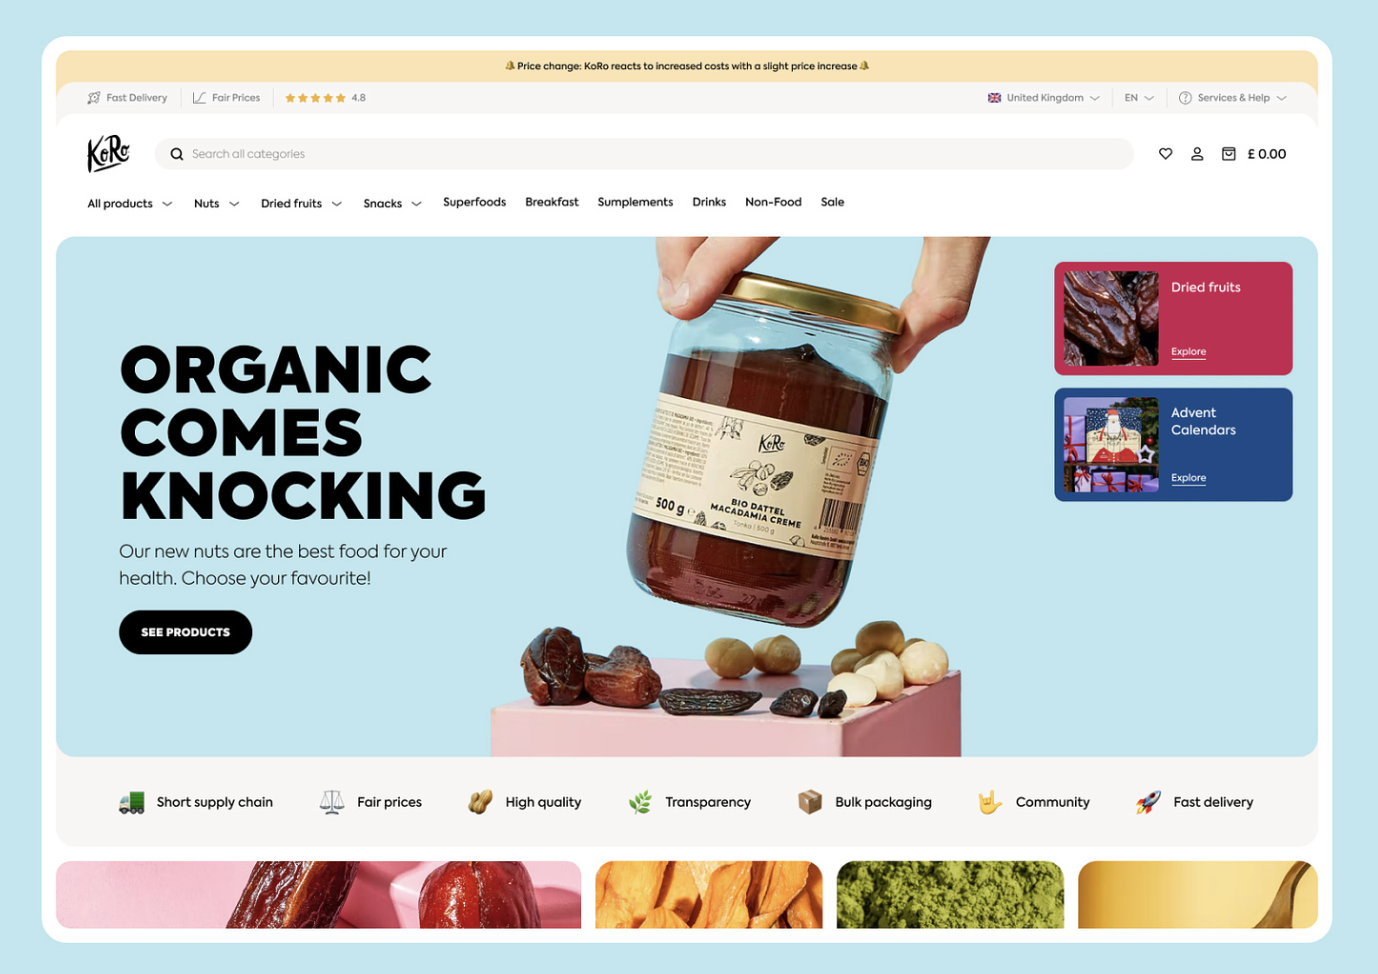 Price change: KoRo reacts to increased costs with a slight price increase
Fast Delivery
Fair Prices
4.8
United Kingdom
EN
Services & Help
KoRo
Search all categories
£ 0.00
All products
Nuts
Dried fruits
Snacks
Superfoods
Breakfast
Sumplements
Drinks
Non-Food
Sale
ORGANIC
COMES
KNOCKING
Our new nuts are the best food for your
health. Choose your favourite!
SEE PRODUCTS
KoRo
BIO DATTEL
MACADAMIA CREME
Tonka | 500 g
500 g e
BIO
Dried fruits
Explore
Advent
Calendars
Explore
Short supply chain
Fair prices
High quality
Transparency
Bulk packaging
Community
Fast delivery